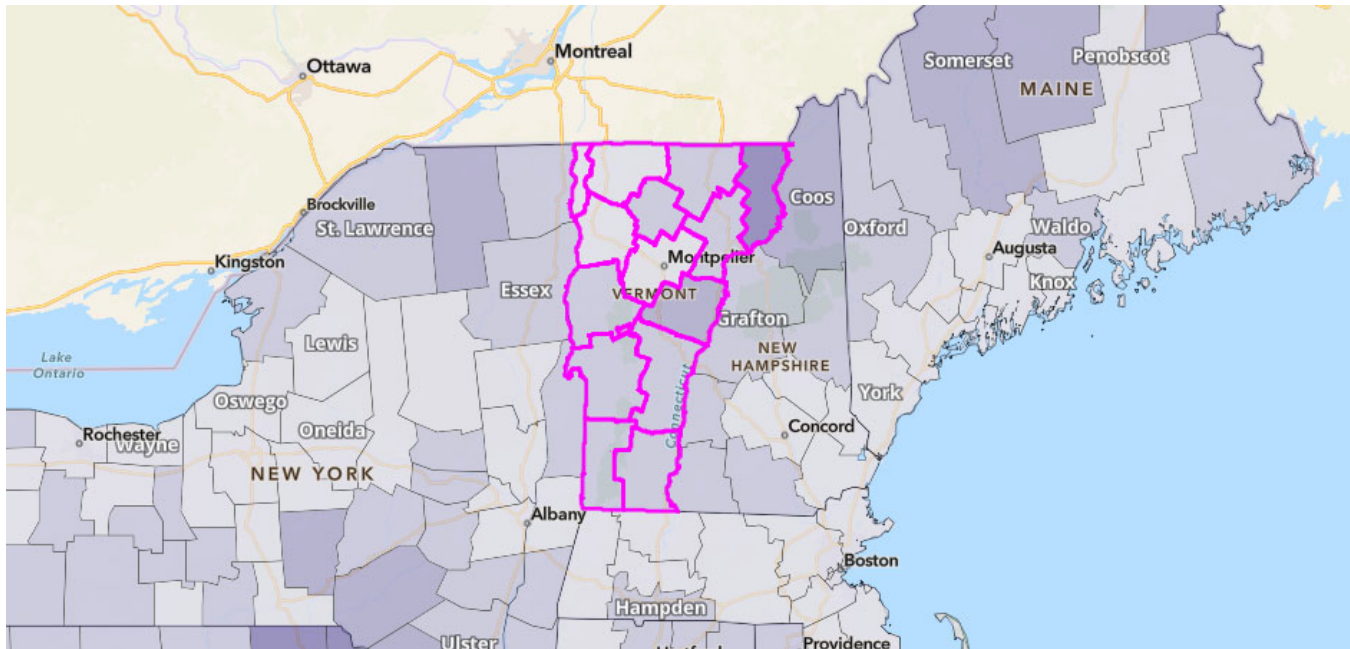 Montreal
Ottawa
Somerset
Penobscot
MAINE
Coos
Brockville
St. Lawrence
Oxford
Waldo
Augusta
Kingston
Montpelier
Essex
VERMONT
Knox
Grafton
Lewis
NEW
HAMPSHIRE
Lake
Ontario
Connecticut
York
Oswego
Oneida
Concord
Rochester
Wayne
NEW YORK
Albany
Boston
Hampden
Ulster
Hartford
Providence